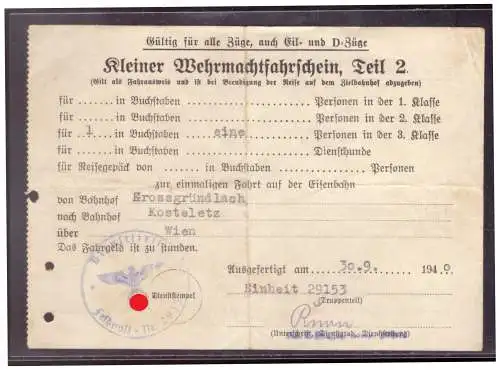 Gültig für alle Züge, auch Eil- und D-Züge
Kleiner Wehrmachtfahrschein, Teil 2.
(Gilt als Fahrausweis und ist bei Beendigung der Reise auf dem Zielbahnhof abzugeben)
für ....... in Buchstaben ................ Personen in der 1. Klasse
für ....... in Buchstaben ................ Personen in der 2. Klasse
für 1 in Buchstaben eine Personen in der 3. Klasse
für ....... in Buchstaben ................ Diensthunde
für Reisegepäck von ....... in Buchstaben ................ Personen
zur einmaligen Fahrt auf der Eisenbahn
von Bahnhof Grossgründlach
nach Bahnhof Kosteletz
über Wien
Das Fahrgeld ist zu stunden.
Ausgefertigt am 30.9. 1940
Dienststempel
Einheit 29153
(Truppenteil)
(Unterschrift, Dienstgrad, Dienststellung)